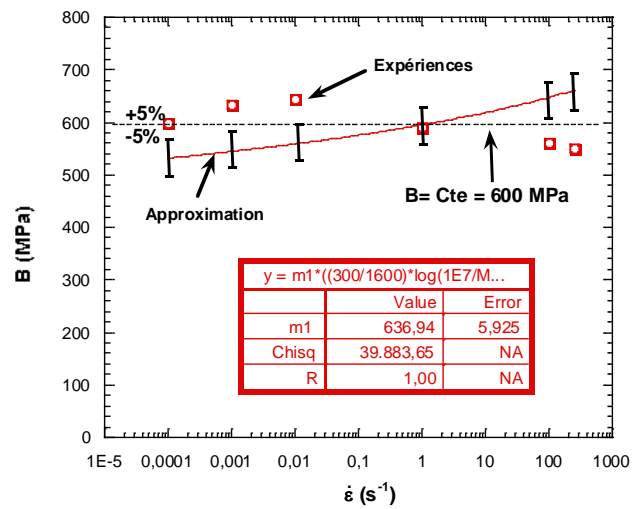 800
700
600
500
400
300
200
100
0
B (MPa)
Expériences
+5%
-5%
B= Cte = 600 MPa
Approximation
y = m1*((300/1600)*log(1E7/M...
Value Error
m1 636,94 5,925
Chisq 39.883,65 NA
R 1,00 NA
1E-5 0,0001 0,001 0,01 0,1 1 10 100 1000
ε̇ (s⁻¹)